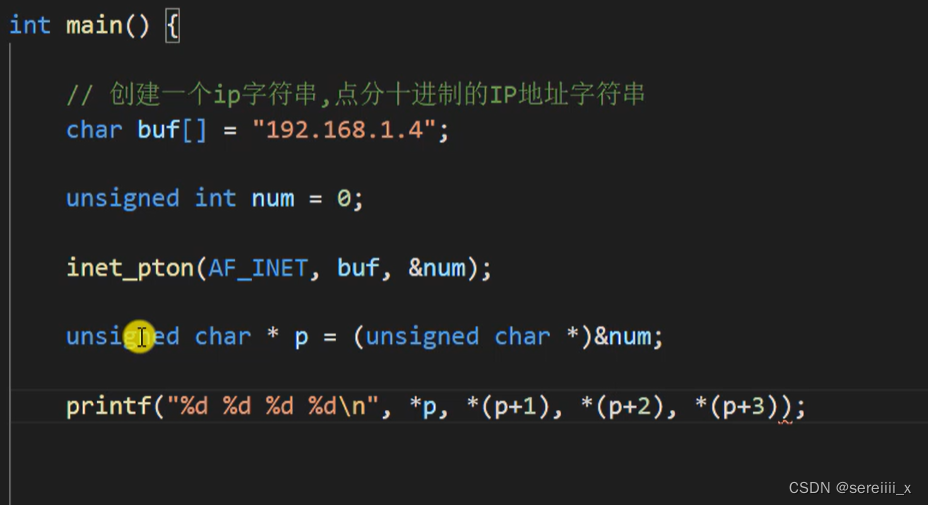 int main() {
// 创建一个ip字符串,点分十进制的IP地址字符串
char buf[] = "192.168.1.4";
unsigned int num = 0;
inet_pton(AF_INET, buf, &num);
unsigned char * p = (unsigned char *)&num;
printf("%d %d %d %d\n", *p, *(p+1), *(p+2), *(p+3));
CSDN @sereiiii_x